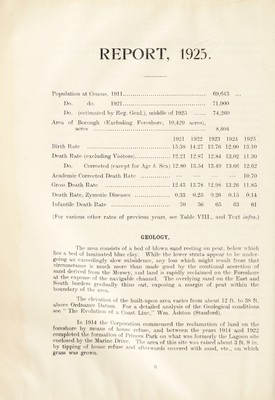 REPORT, 1925.
Population at Census, 1911 ... 69,643 ...
Do. do. 1921 ... 71,000
Do. (estimated by Reg. Genl.), middle of 1925 ... 74,260
Area of Borough (Excluding Foreshore, 10,429 acres),
acres ... 8,804
1921 1922 1923 1924 1925
Birth Rate ... 15.38 14.27 13.76 12.90 13.10
Death Rate (excluding Visitors) ... 12.21 12.87 12.84 13.02 11.30
Do. Corrected (except for Age & Sex) 12.90 13.54 13.49 13.66 12.62
Academic Corrected Death Rate ... — — — — 10.70
Gross Death Rate ... 12.43 13.76 12.98 13.26 11.85
Death Rate, Zymotic Diseases ... 0.33 0.23 0.26 0.15 0.14
Infantile Death Rate ... 70 56 65 63 61
(For various other rates of previous years, see Table VIII., and Text infra.)
GEOLOGY.
The area consists of a bed of blown sand resting on peat, below which
lies a bed of laminated blue clay. While the lower strata appear to be under-
going an exceedingly slow subsidence, any loss which might result from that
circumstance is much more than made good by the continual accretion of
sand derived from the Mersey, and land is rapidly reclaimed on the Foreshore
at the expense of the navigable channel. The overlying sand on the East and
South borders gradually thins out, exposing a margin of peat within the
boundary of the area.
The elevation of the built-upon area varies from about 12 ft. to 58 ft.
above Ordnance Datum. For a detailed analysis of the Geological conditions
see "The Evolution of a Coast Line," Wm. Ashton (Stanford).
In 1914 the Corporation commenced the reclamation of land on the
foreshore by means of house refuse, and between the years 1914 and 1922
completed the formation of Princes Park on what was formerly the Lagoon site
enclosed by the Marine Drive. The area of this site was raised about 3 ft. 9 in.
by tipping of house refuse and afterwards covered with sand, etc., on which
grass was grown.
6